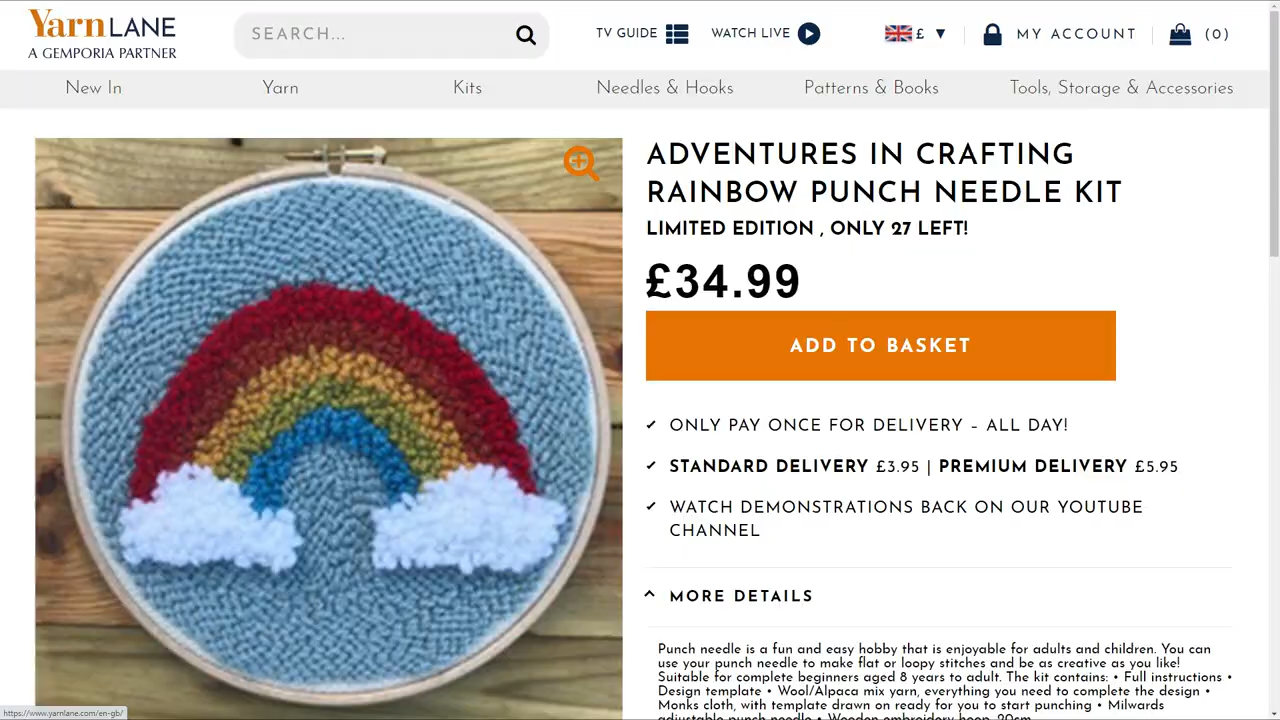 Yarn LANE
A GEMPORIA PARTNER
SEARCH...
TV GUIDE
WATCH LIVE
£ ▼
MY ACCOUNT
(0)
New In
Yarn
Kits
Needles & Hooks
Patterns & Books
Tools, Storage & Accessories
ADVENTURES IN CRAFTING
RAINBOW PUNCH NEEDLE KIT
LIMITED EDITION , ONLY 27 LEFT!
£34.99
ADD TO BASKET
ONLY PAY ONCE FOR DELIVERY – ALL DAY!
STANDARD DELIVERY £3.95 | PREMIUM DELIVERY £5.95
WATCH DEMONSTRATIONS BACK ON OUR YOUTUBE
CHANNEL
MORE DETAILS
Punch needle is a fun and easy hobby that is enjoyable for adults and children. You can
use your punch needle to make flat or loopy stitches and be as creative as you like!
Suitable for complete beginners aged 8 years to adult. The kit contains: • Full instructions •
Design template • Wool/Alpaca mix yarn, everything you need to complete the design •
Monks cloth, with template drawn on ready for you to start punching • Milwards
adjustable punch needle • Wooden embroidery hoop, 20cm
https://www.yarnlane.com/en-gb/